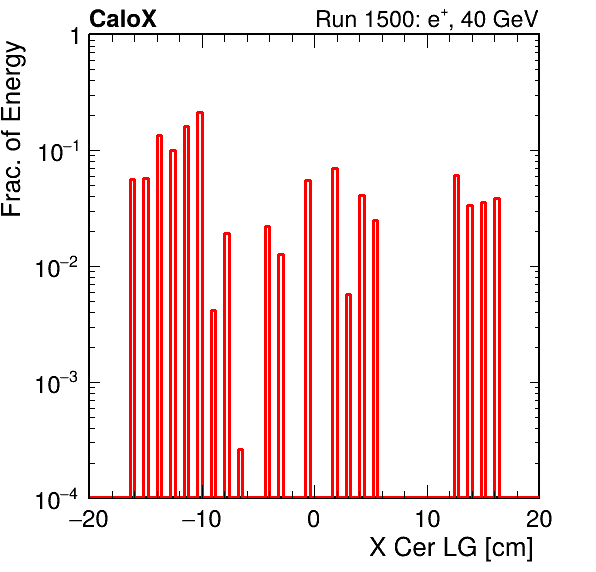 CaloX Run 1500: e⁺, 40 GeV
Frac. of Energy
1
10⁻¹
10⁻²
10⁻³
10⁻⁴
−20 −10 0 10 20
X Cer LG [cm]